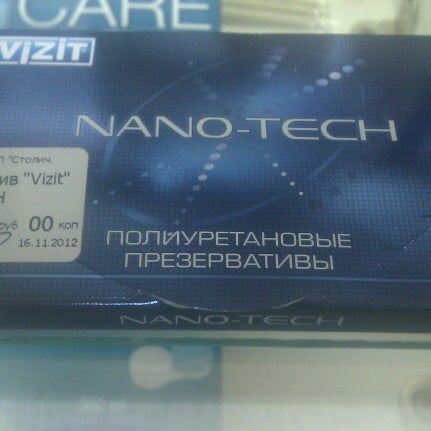 CARE
ViZiT
NANO-TECH
П "Столич.
ив "Vizit"
Н
руб 00 коп
16.11.2012
ПОЛИУРЕТАНОВЫЕ
ПРЕЗЕРВАТИВЫ
NANO-TECH